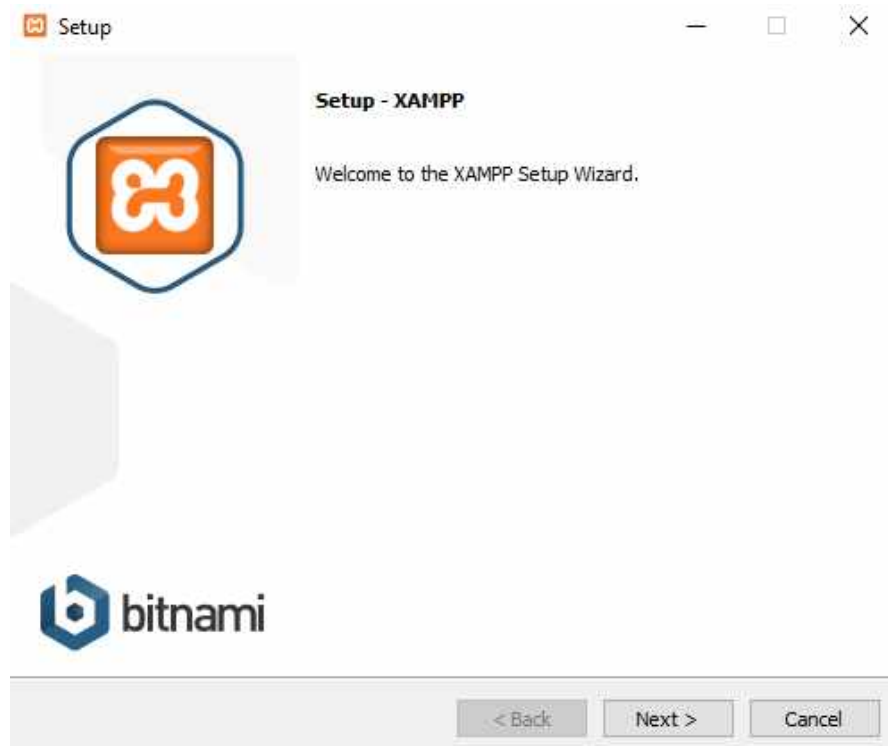 Setup
Setup - XAMPP
Welcome to the XAMPP Setup Wizard.
bitnami
< Back
Next >
Cancel